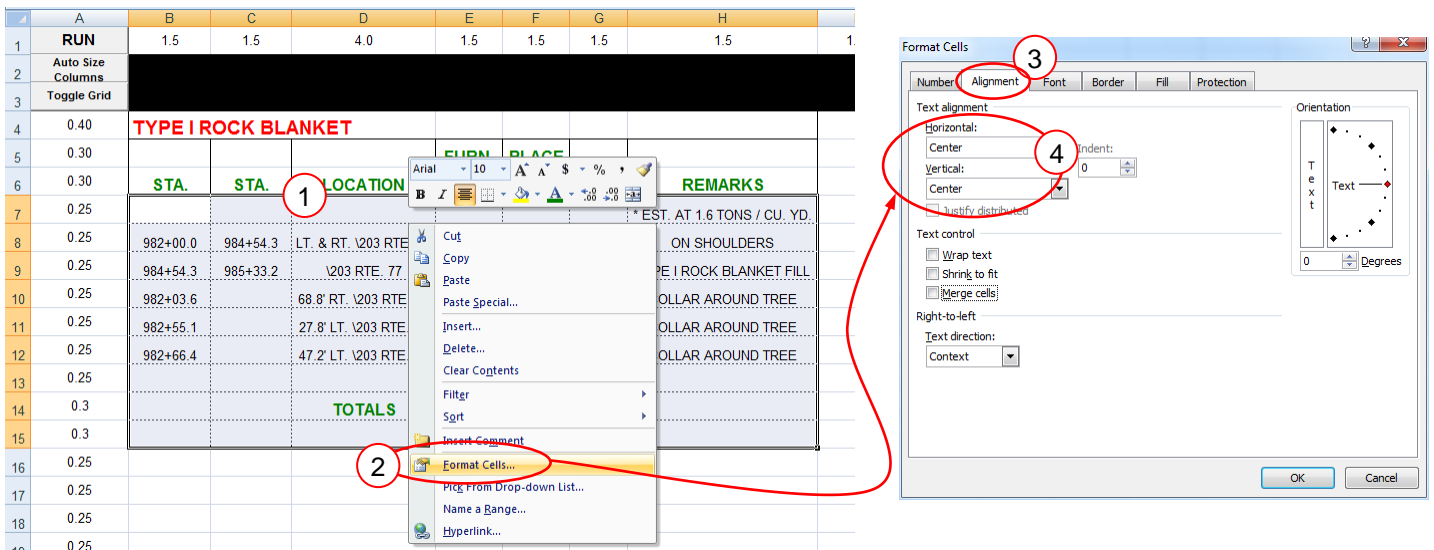 A B C D E F G H
1 RUN 1.5 1.5 4.0 1.5 1.5 1.5 1.5 1.
2 Auto Size
Columns
3 Toggle Grid
4 0.40 TYPE I ROCK BLANKET
5 0.30 FURN PLACE
6 0.30 STA. STA. LOCATION REMARKS
7 0.25 * EST. AT 1.6 TONS / CU. YD.
8 0.25 982+00.0 984+54.3 LT. & RT. \203 RTE ON SHOULDERS
9 0.25 984+54.3 985+33.2 \203 RTE. 77 PE I ROCK BLANKET FILL
10 0.25 982+03.6 68.8' RT. \203 RTE OLLAR AROUND TREE
11 0.25 982+55.1 27.8' LT. \203 RTE. OLLAR AROUND TREE
12 0.25 982+66.4 47.2' LT. \203 RTE. OLLAR AROUND TREE
13 0.25
14 0.3 TOTALS
15 0.3
16 0.25
17 0.25
18 0.25
0.25
1
Arial 10 A A $ % ,
B I A .00 .00
Cut
Copy
Paste
Paste Special...
Insert...
Delete...
Clear Contents
Filter
Sort
Insert Comment
2
Format Cells...
Pick From Drop-down List...
Name a Range...
Hyperlink...
Format Cells ?
3
Number Alignment Font Border Fill Protection
Text alignment
Horizontal:
Center
4
Indent:
0
Vertical:
Center
Justify distributed
Text control
Wrap text
Shrink to fit
Merge cells
Right-to-left
Text direction:
Context
Orientation
Text
Text
0 Degrees
OK Cancel